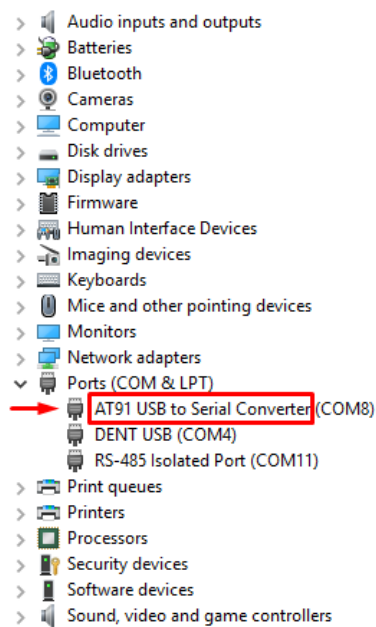 Audio inputs and outputs
Batteries
Bluetooth
Cameras
Computer
Disk drives
Display adapters
Firmware
Human Interface Devices
Imaging devices
Keyboards
Mice and other pointing devices
Monitors
Network adapters
Ports (COM & LPT)
AT91 USB to Serial Converter (COM8)
DENT USB (COM4)
RS-485 Isolated Port (COM11)
Print queues
Printers
Processors
Security devices
Software devices
Sound, video and game controllers